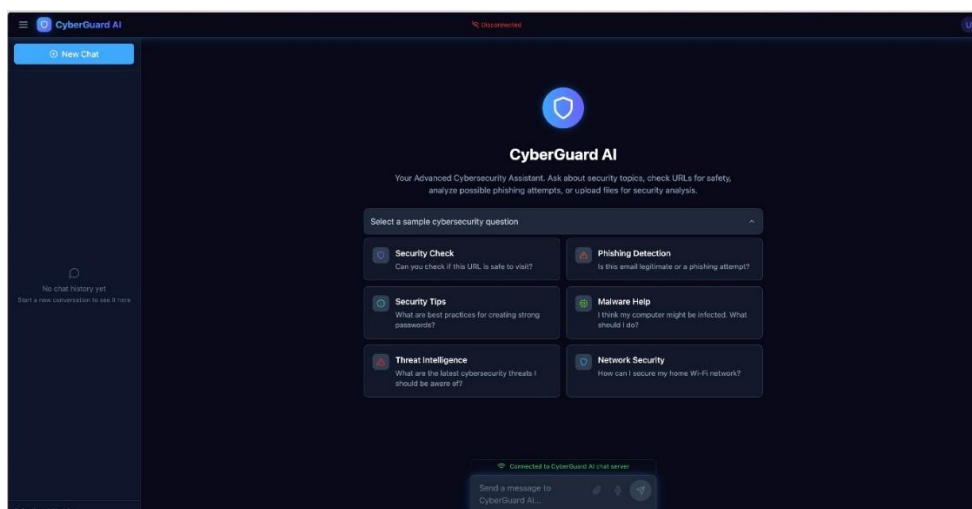 CyberGuard AI
Disconnected
U
New Chat
No chat history yet
Start a new conversation to see it here
CyberGuard AI
Your Advanced Cybersecurity Assistant. Ask about security topics, check URLs for safety,
analyze possible phishing attempts, or upload files for security analysis.
Select a sample cybersecurity question
Security Check
Can you check if this URL is safe to visit?
Phishing Detection
Is this email legitimate or a phishing attempt?
Security Tips
What are best practices for creating strong
passwords?
Malware Help
I think my computer might be infected. What
should I do?
Threat Intelligence
What are the latest cybersecurity threats I
should be aware of?
Network Security
How can I secure my home Wi-Fi network?
Connected to CyberGuard AI chat server
Send a message to
CyberGuard AI...